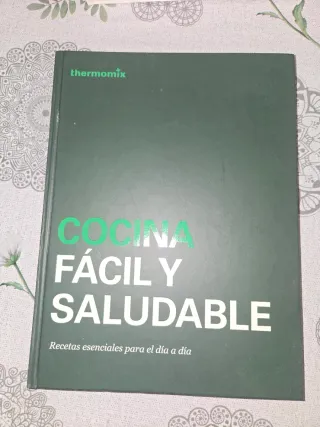 thermomix
COCINA
FÁCIL Y
SALUDABLE
Recetas esenciales para el día a día